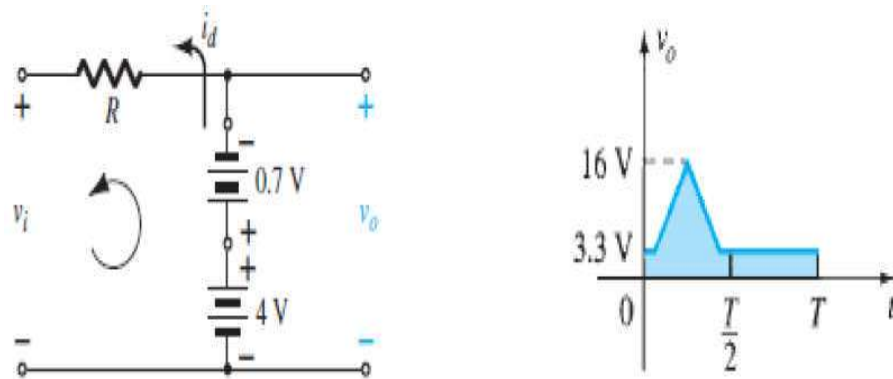 i_d
+ R +
- 0.7 V
v_i v_o
+
+
4 V
- - -
v_o
16 V
3.3 V
0 T/2 T t